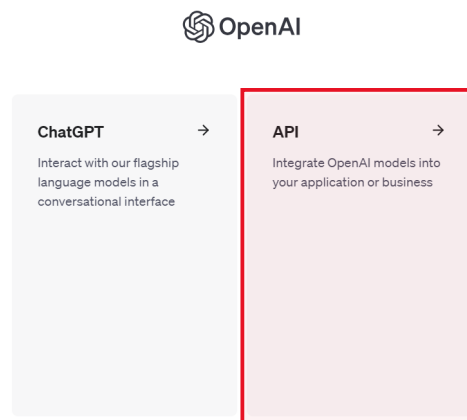 OpenAI
ChatGPT →
Interact with our flagship
language models in a
conversational interface
API →
Integrate OpenAI models into
your application or business